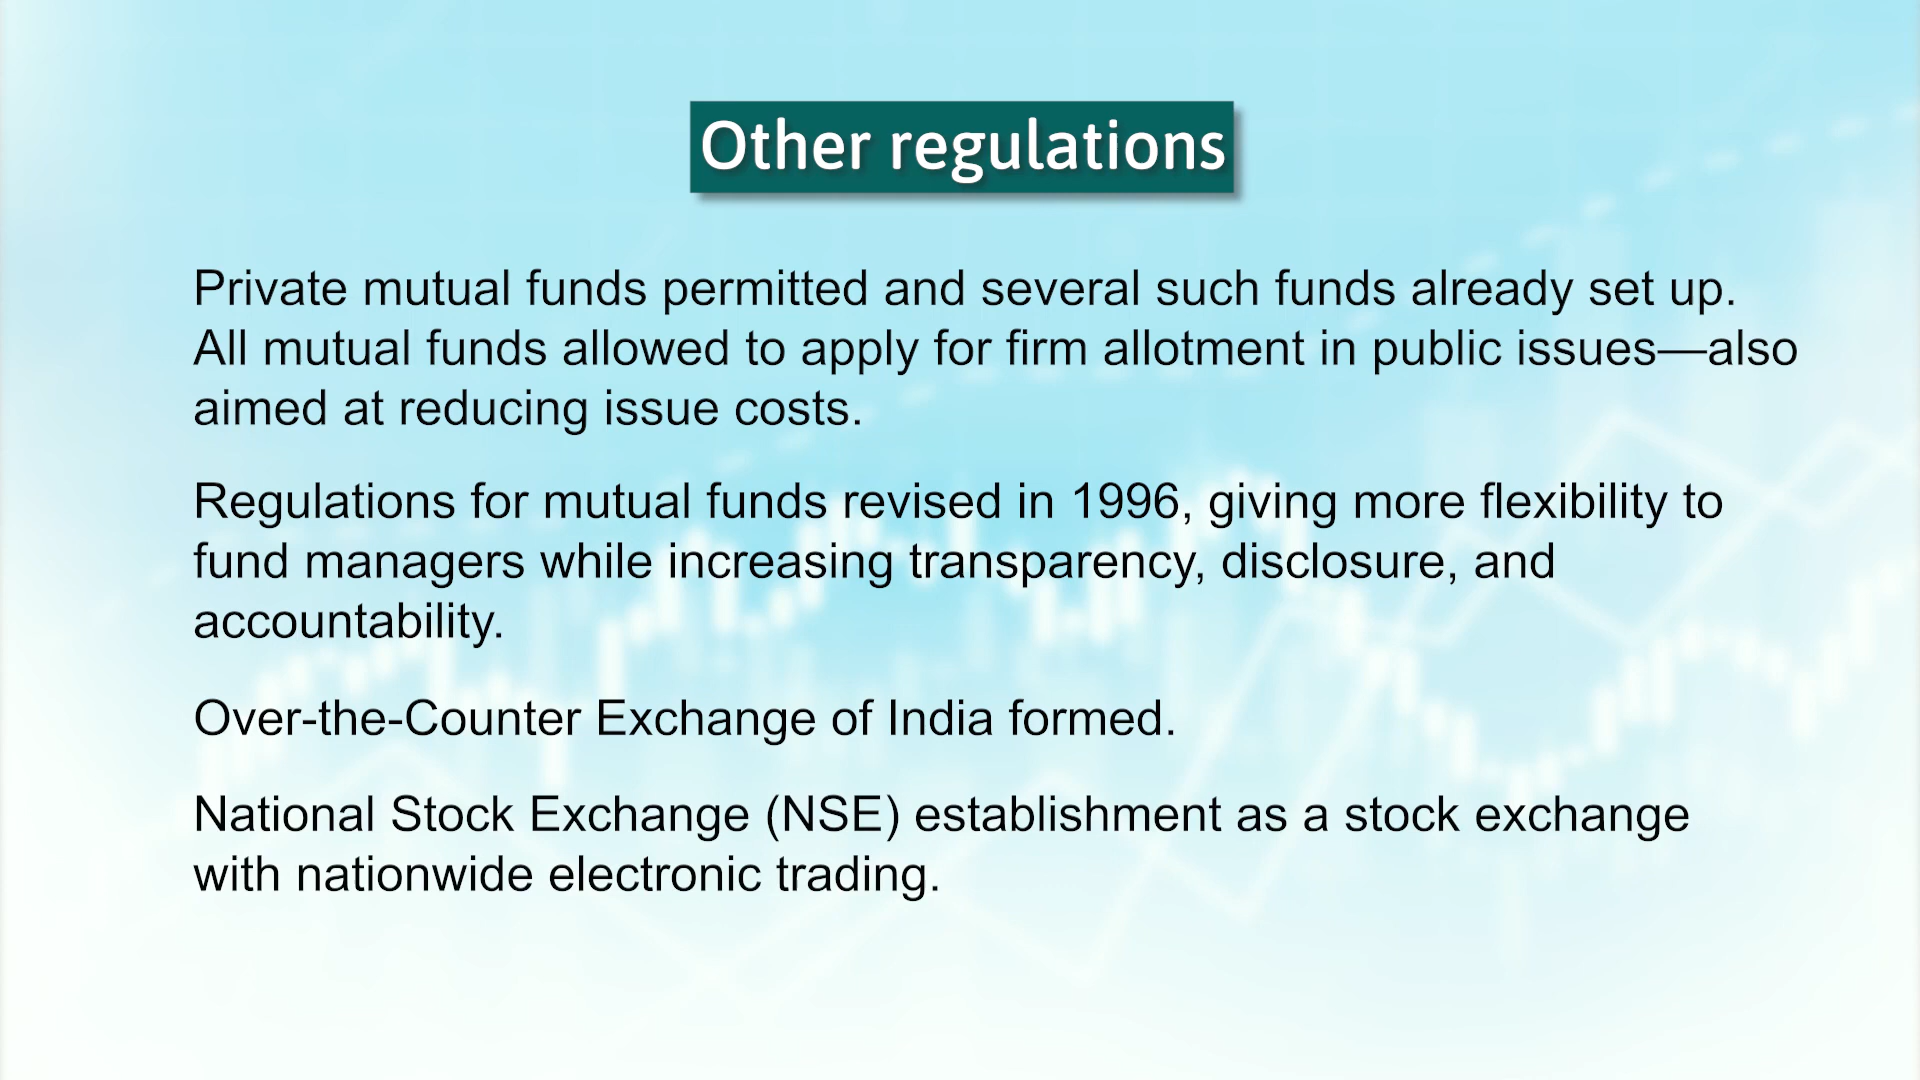 Other regulations
Private mutual funds permitted and several such funds already set up.
All mutual funds allowed to apply for firm allotment in public issues—also
aimed at reducing issue costs.
Regulations for mutual funds revised in 1996, giving more flexibility to
fund managers while increasing transparency, disclosure, and
accountability.
Over-the-Counter Exchange of India formed.
National Stock Exchange (NSE) establishment as a stock exchange
with nationwide electronic trading.